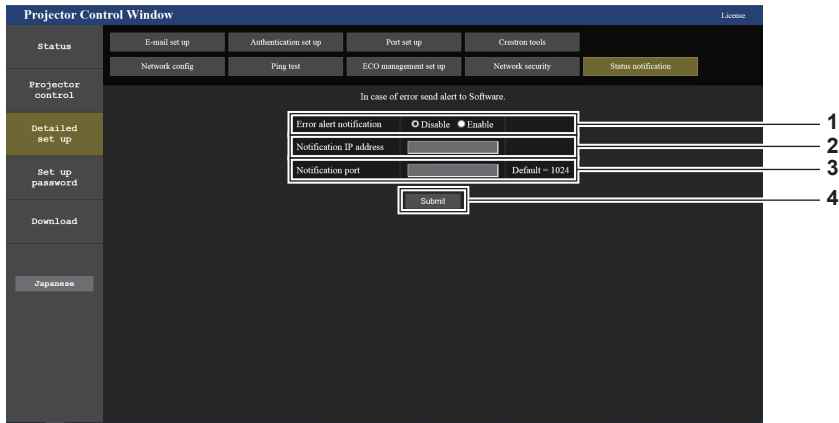 Projector Control Window License
Status
E-mail set up Authentication set up Port set up Crestron tools
Network config Ping test ECO management set up Network security Status notification
Projector
control
In case of error send alert to Software.
Detailed
set up
Error alert notification Disable Enable 1
Notification IP address 2
Notification port Default = 1024 3
Set up
password
Submit 4
Download
Japanese